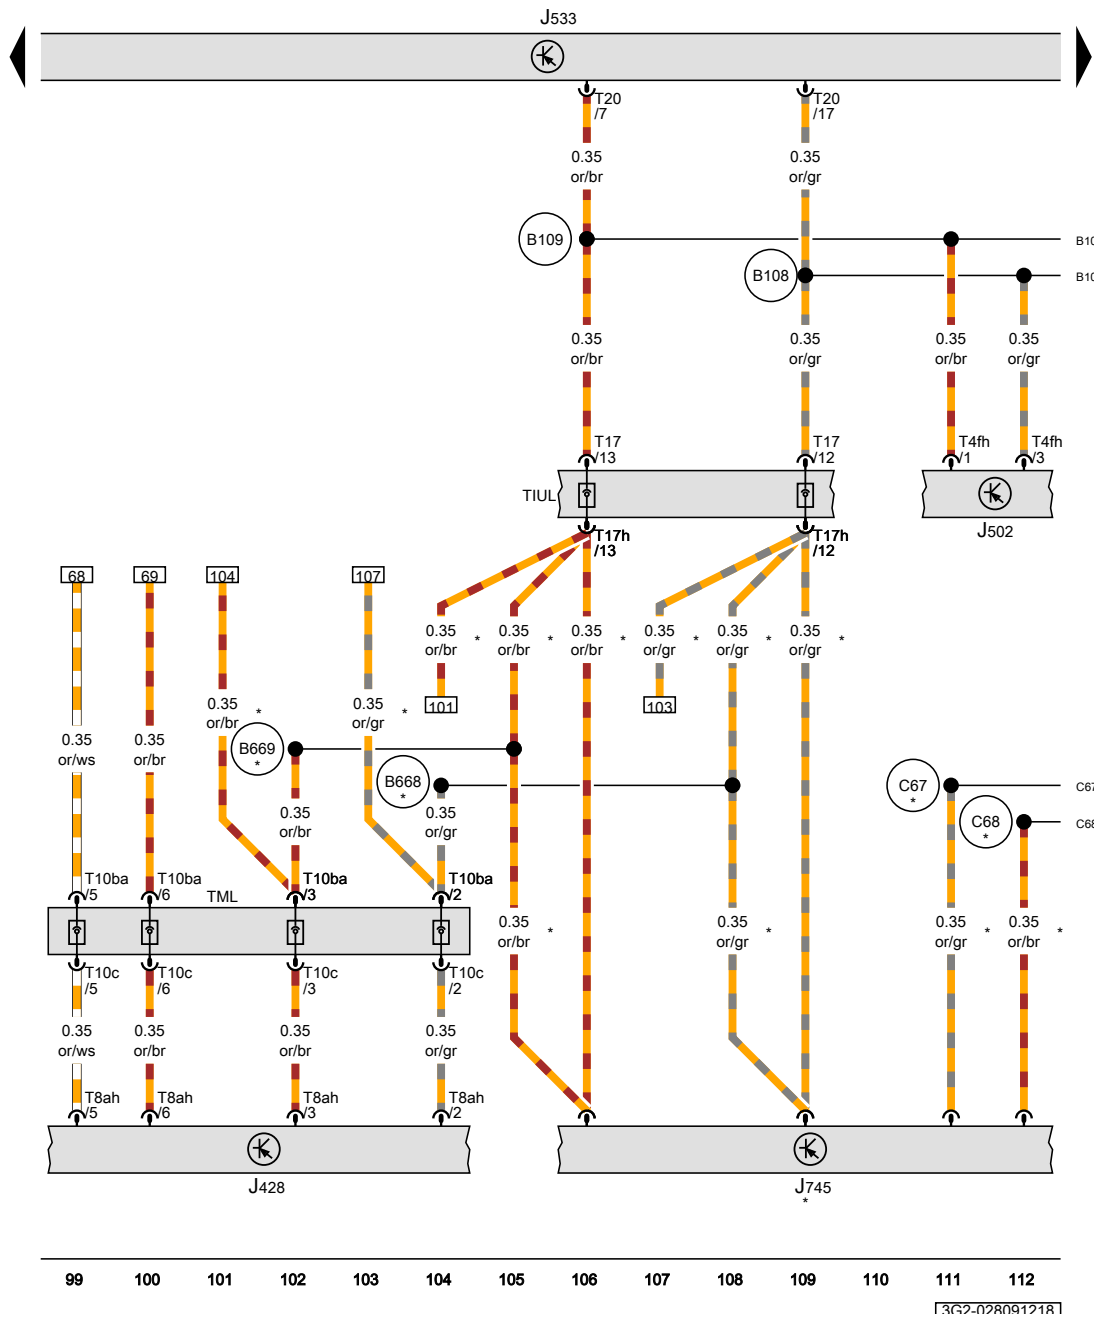 J533
T20 T20
/7 /17
0.35 0.35
or/br or/gr
B109 B10
B108 B10
0.35 0.35 0.35 0.35
or/br or/gr or/br or/gr
T17 T17 T4fh T4fh
/13 /12 /1 /3
TIUL
J502
T17h T17h
/13 /12
68 69 104 107
0.35 * 0.35 * 0.35 * 0.35 * 0.35 * 0.35 *
or/br or/br or/br or/gr or/gr or/gr
101 103
0.35 * 0.35 *
or/br or/gr
0.35 0.35
or/ws or/br
B669 *
B668 *
C67 * C67
C68 * C68
0.35 0.35
or/br or/gr
T10ba T10ba T10ba T10ba
/5 /6 /3 /2
TML
0.35 * 0.35 * 0.35 * 0.35 *
or/br or/gr or/gr or/br
T10c T10c T10c T10c
/5 /6 /3 /2
0.35 0.35 0.35 0.35
or/ws or/br or/br or/gr
T8ah T8ah T8ah T8ah
/5 /6 /3 /2
J428 J745
*
99 100 101 102 103 104 105 106 107 108 109 110 111 112
3G2-028091218